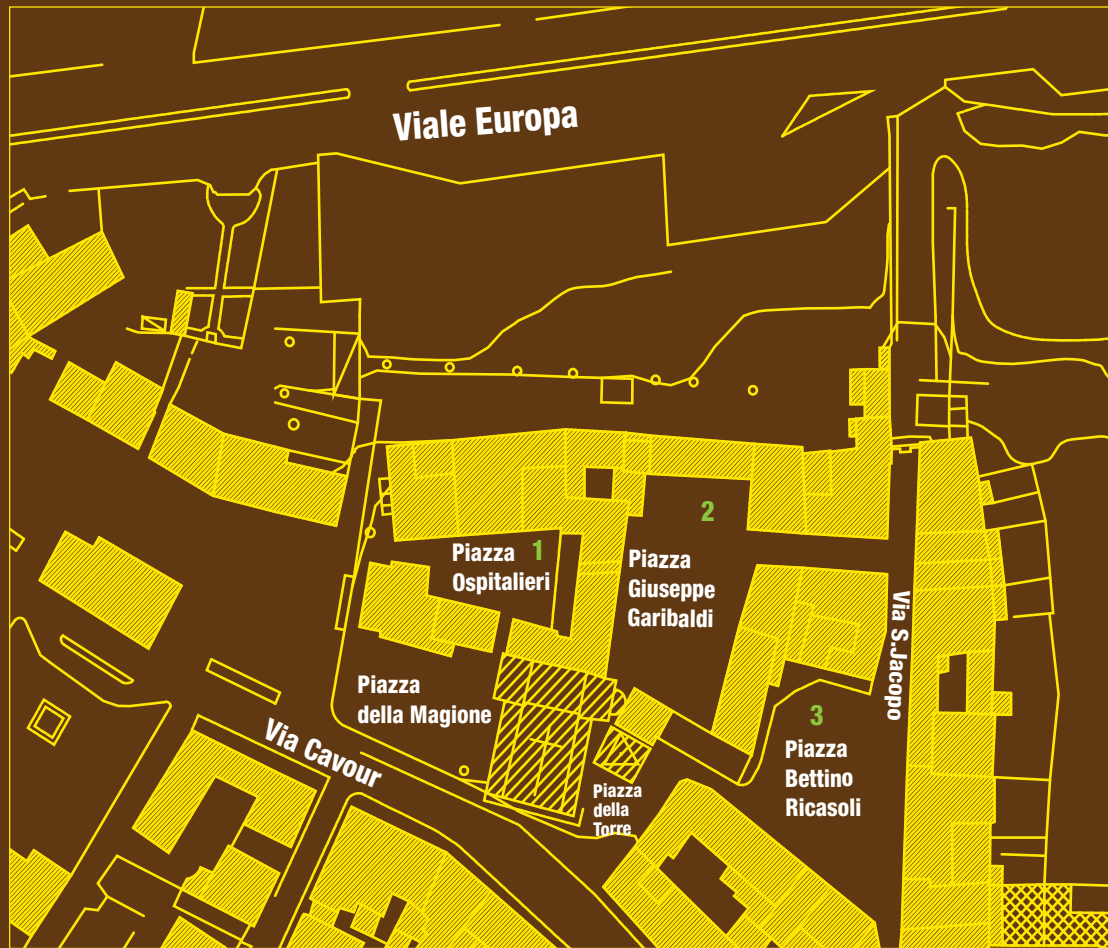 Viale Europa
2
Piazza 1
Ospitalieri
Piazza
Giuseppe
Garibaldi
Via S.Jacopo
Piazza
della Magione
3
Via Cavour
Piazza
Bettino
Ricasoli
Piazza
della
Torre